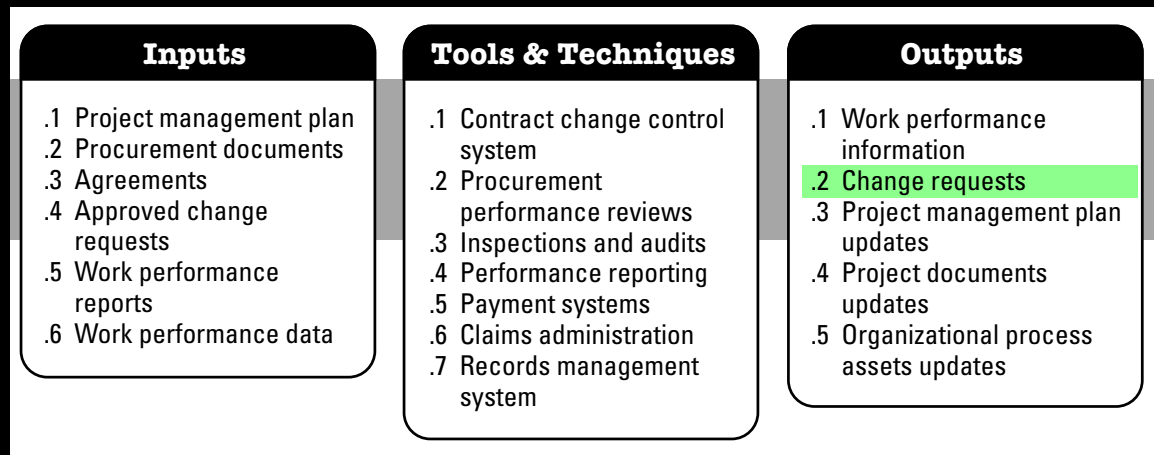 Inputs
.1 Project management plan
.2 Procurement documents
.3 Agreements
.4 Approved change
requests
.5 Work performance
reports
.6 Work performance data
Tools & Techniques
.1 Contract change control
system
.2 Procurement
performance reviews
.3 Inspections and audits
.4 Performance reporting
.5 Payment systems
.6 Claims administration
.7 Records management
system
Outputs
.1 Work performance
information
.2 Change requests
.3 Project management plan
updates
.4 Project documents
updates
.5 Organizational process
assets updates